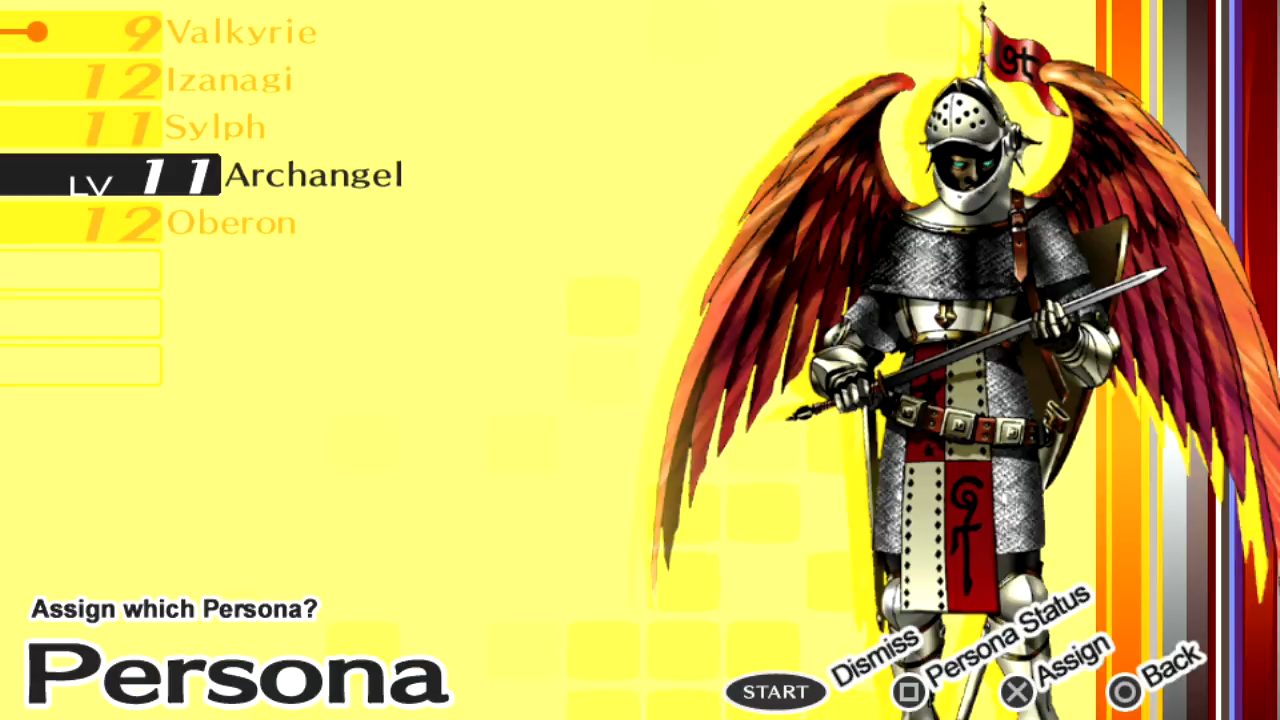 9 Valkyrie
12 Izanagi
11 Sylph
LV 11 Archangel
12 Oberon
Assign which Persona?
Persona
START Dismiss
Persona Status
Assign
Back